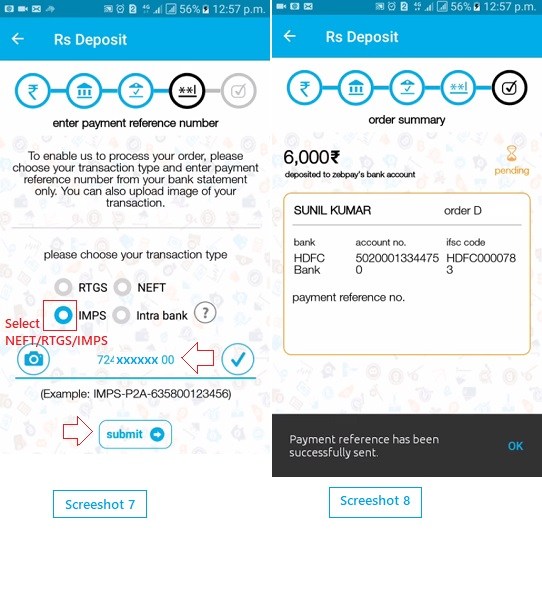 56% 12:57 p.m.
Rs Deposit
enter payment reference number
To enable us to process your order, please
choose your transaction type and enter payment
reference number from your bank statement
only. You can also upload image of your
transaction.
please choose your transaction type
RTGS NEFT
IMPS Intra bank ?
Select
NEFT/RTGS/IMPS
724xxxxxx 00
(Example: IMPS-P2A-635800123456)
submit
Screeshot 7
56% 12:57 p.m.
Rs Deposit
order summary
6,000₹
deposited to zebpay's bank account
pending
SUNIL KUMAR order D
bank account no. ifsc code
HDFC 5020001334475 HDFC000078
Bank 0 3
payment reference no.
Payment reference has been
successfully sent.
OK
Screeshot 8